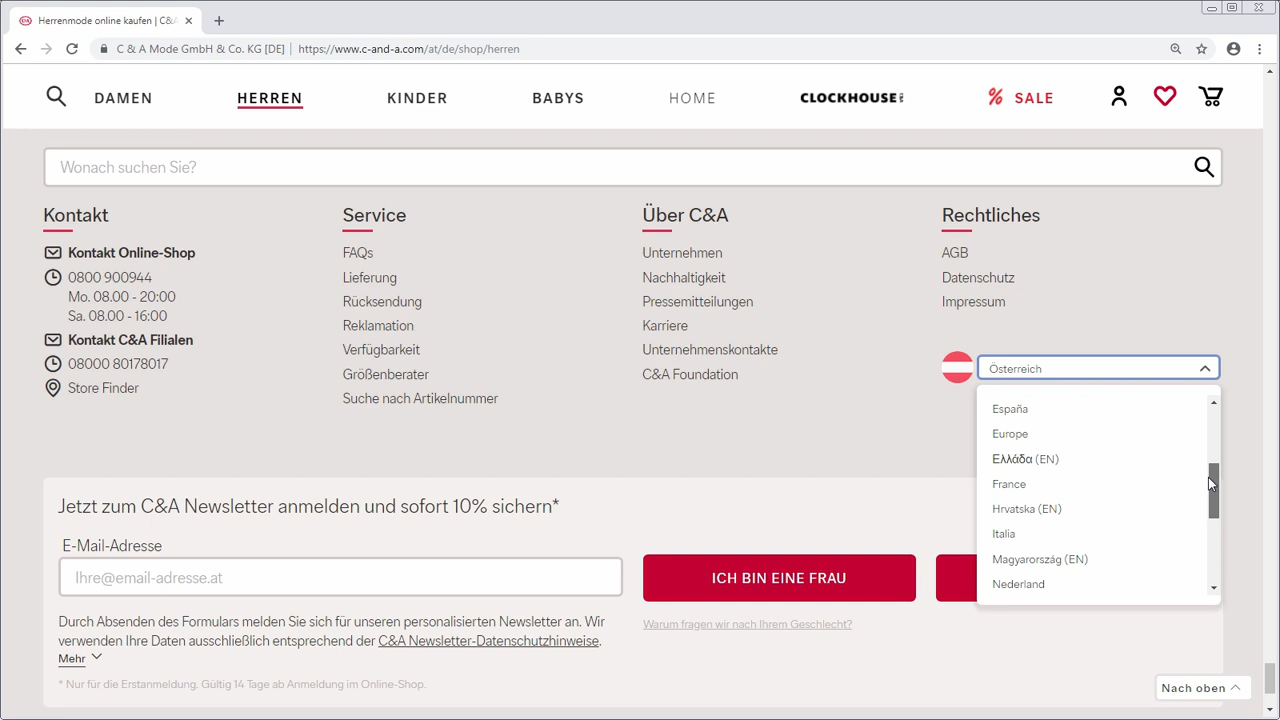 Herrenmode online kaufen | C&A
C & A Mode GmbH & Co. KG [DE]
https://www.c-and-a.com/at/de/shop/herren
DAMEN
HERREN
KINDER
BABYS
HOME
CLOCKHOUSE
% SALE
Wonach suchen Sie?
Kontakt
Kontakt Online-Shop
0800 900944
Mo. 08.00 - 20:00
Sa. 08.00 - 16:00
Kontakt C&A Filialen
08000 80178017
Store Finder
Service
FAQs
Lieferung
Rücksendung
Reklamation
Verfügbarkeit
Größenberater
Suche nach Artikelnummer
Über C&A
Unternehmen
Nachhaltigkeit
Pressemitteilungen
Karriere
Unternehmenskontakte
C&A Foundation
Rechtliches
AGB
Datenschutz
Impressum
Österreich
España
Europe
Ελλάδα (EN)
France
Hrvatska (EN)
Italia
Magyarország (EN)
Nederland
Jetzt zum C&A Newsletter anmelden und sofort 10% sichern*
E-Mail-Adresse
Ihre@email-adresse.at
ICH BIN EINE FRAU
Warum fragen wir nach Ihrem Geschlecht?
Durch Absenden des Formulars melden Sie sich für unseren personalisierten Newsletter an. Wir
verwenden Ihre Daten ausschließlich entsprechend der C&A Newsletter-Datenschutzhinweise.
Mehr
* Nur für die Erstanmeldung. Gültig 14 Tage ab Anmeldung im Online-Shop.
Nach oben